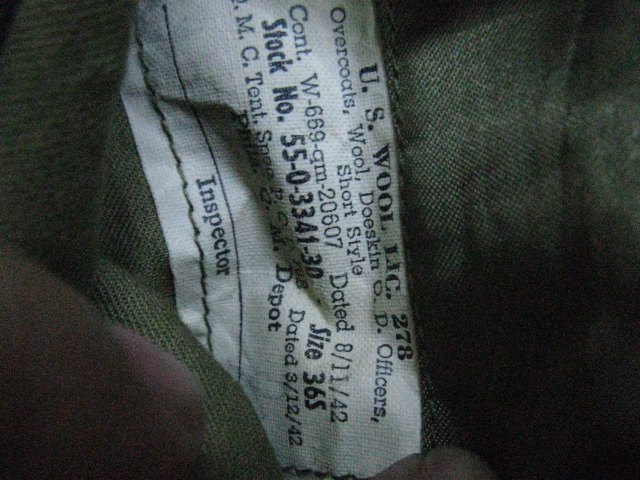 U. S. WOOL LIC. 278
Overcoats, Wool, Doeskin O. D. Officers,
Short Style
Cont. W-669-qm-20607 Dated 8/11/42
Stock No. 55-O-3341-30 Size 36S
Q. M. C. Tent. Spec. P. Dated 3/12/42
Q. M. Depot
Inspector